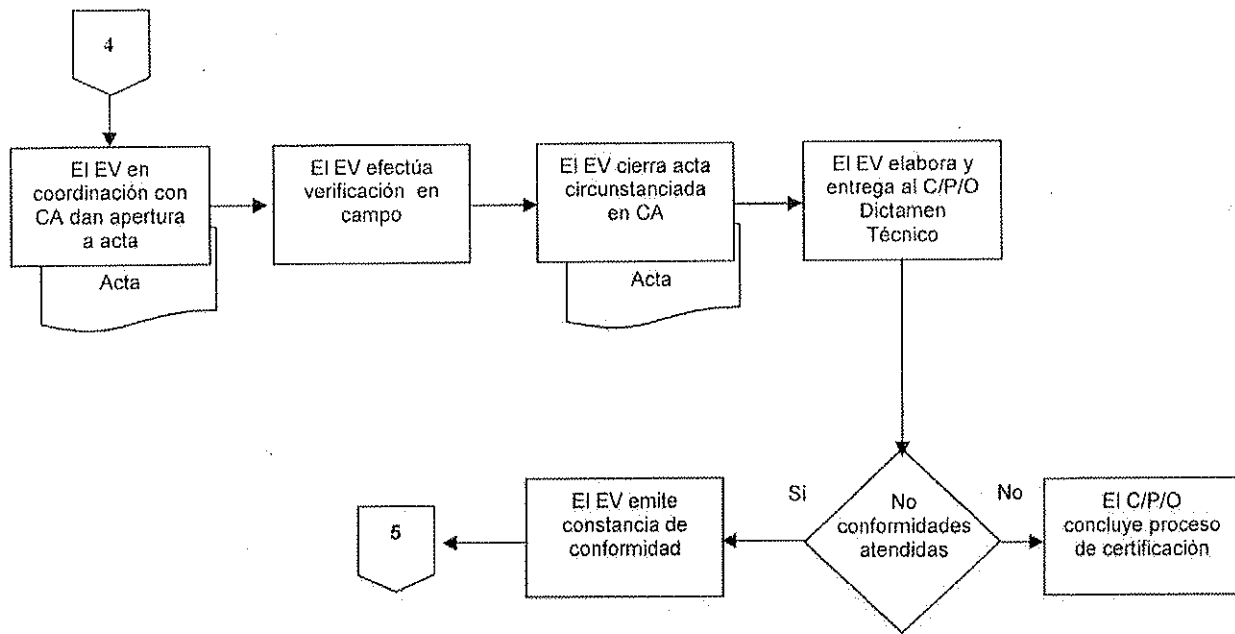 4
El EV en
coordinación con
CA dan apertura
a acta
Acta
El EV efectúa
verificación en
campo
El EV cierra acta
circunstanciada
en CA
Acta
El EV elabora y
entrega al C/P/O
Dictamen
Técnico
No
conformidades
atendidas
Si
No
El EV emite
constancia de
conformidad
5
El C/P/O
concluye proceso
de certificación